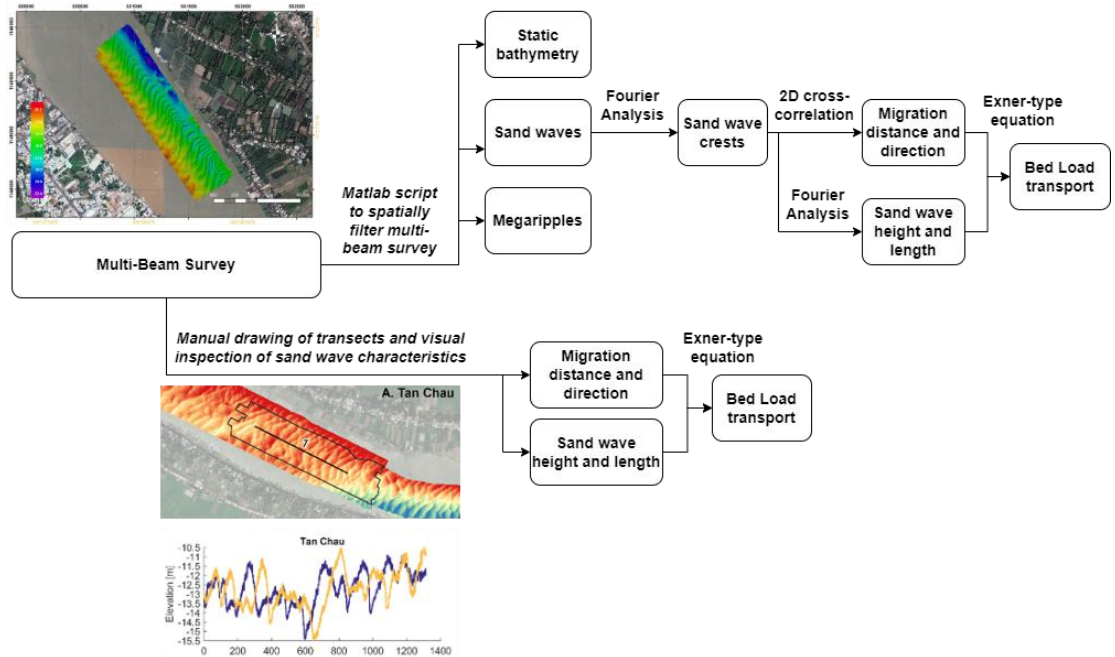 Static
bathymetry
Fourier
Analysis
2D cross-
correlation
Exner-type
equation
Sand waves
Sand wave
crests
Migration
distance and
direction
Bed Load
transport
Matlab script
to spatially
filter multi-
beam survey
Fourier
Analysis
Megaripples
Sand wave
height and
length
Multi-Beam Survey
Manual drawing of transects and visual
inspection of sand wave characteristics
Exner-type
equation
Migration
distance and
direction
Bed Load
transport
Sand wave
height and length
A. Tan Chau
1
Tan Chau
Elevation [m]
-10.5
-11
-11.5
-12
-12.5
-13
-13.5
-14
-14.5
-15
-15.5
0 200 400 600 800 1000 1200 1400